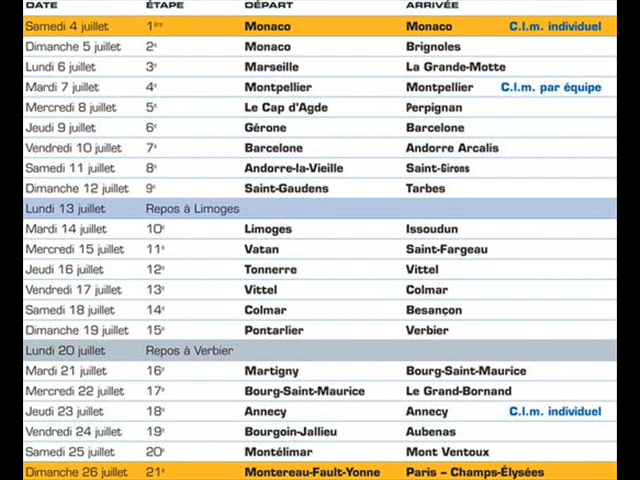 DATE ÉTAPE DÉPART ARRIVÉE
Samedi 4 juillet 1ère Monaco Monaco C.l.m. individuel
Dimanche 5 juillet 2e Monaco Brignoles
Lundi 6 juillet 3e Marseille La Grande-Motte
Mardi 7 juillet 4e Montpellier Montpellier C.l.m. par équipe
Mercredi 8 juillet 5e Le Cap d'Agde Perpignan
Jeudi 9 juillet 6e Gérone Barcelone
Vendredi 10 juillet 7e Barcelone Andorre Arcalis
Samedi 11 juillet 8e Andorre-la-Vieille Saint-Girons
Dimanche 12 juillet 9e Saint-Gaudens Tarbes
Lundi 13 juillet Repos à Limoges
Mardi 14 juillet 10e Limoges Issoudun
Mercredi 15 juillet 11e Vatan Saint-Fargeau
Jeudi 16 juillet 12e Tonnerre Vittel
Vendredi 17 juillet 13e Vittel Colmar
Samedi 18 juillet 14e Colmar Besançon
Dimanche 19 juillet 15e Pontarlier Verbier
Lundi 20 juillet Repos à Verbier
Mardi 21 juillet 16e Martigny Bourg-Saint-Maurice
Mercredi 22 juillet 17e Bourg-Saint-Maurice Le Grand-Bornand
Jeudi 23 juillet 18e Annecy Annecy C.l.m. individuel
Vendredi 24 juillet 19e Bourgoin-Jallieu Aubenas
Samedi 25 juillet 20e Montélimar Mont Ventoux
Dimanche 26 juillet 21e Montereau-Fault-Yonne Paris – Champs-Élysées